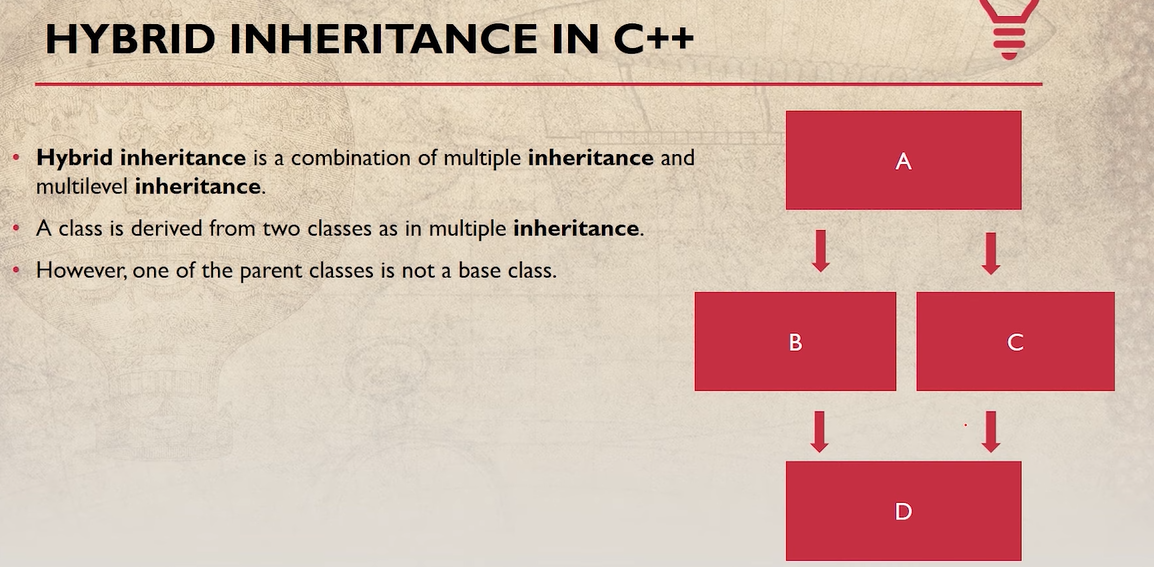 HYBRID INHERITANCE IN C++
• Hybrid inheritance is a combination of multiple inheritance and
multilevel inheritance.
• A class is derived from two classes as in multiple inheritance.
• However, one of the parent classes is not a base class.
A
B
C
D